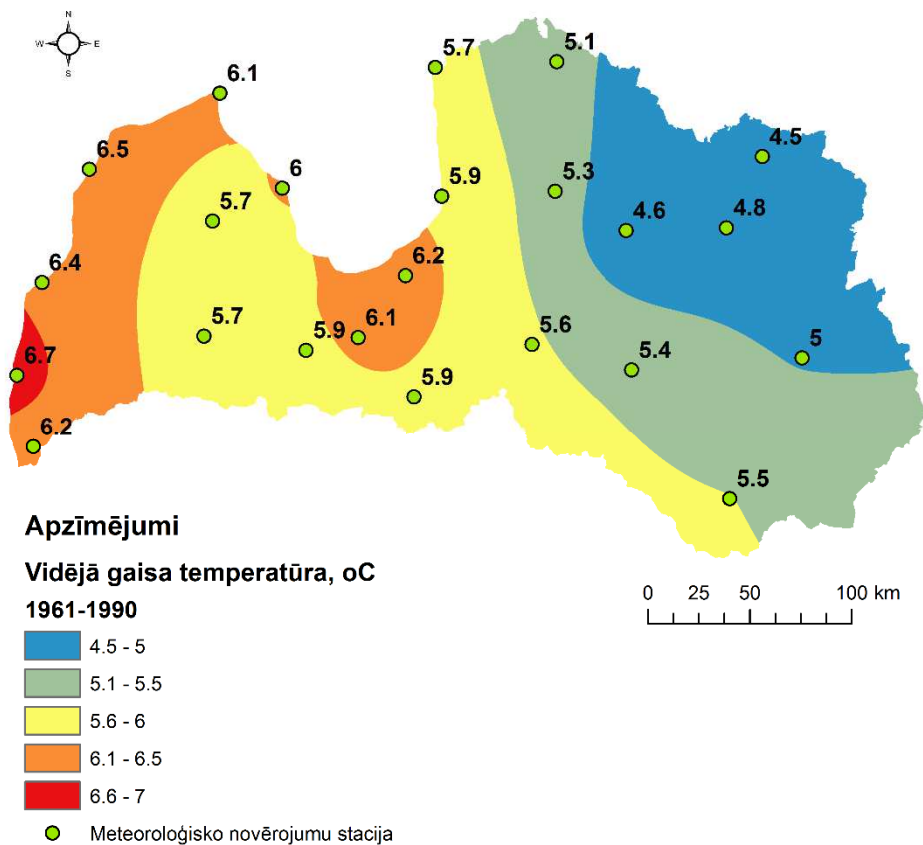 N
W E
S
5.7
5.1
6.1
6.5
4.5
6
5.3
5.9
5.7
4.6
4.8
6.2
6.4
5.7
5.9
6.1
5.6
5.4
5
6.7
5.9
6.2
5.5
Apzīmējumi
Vidējā gaisa temperatūra, oC
1961-1990
4.5 - 5
5.1 - 5.5
5.6 - 6
6.1 - 6.5
6.6 - 7
Meteoroloģisko novērojumu stacija
0 25 50 100 km